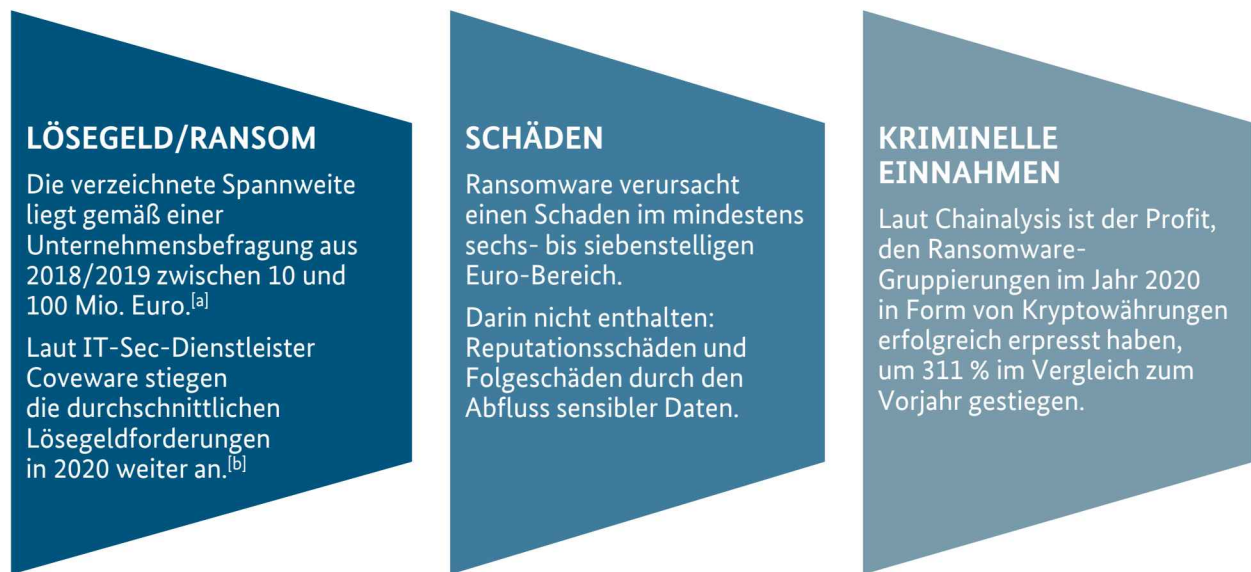 LÖSEGELD/RANSOM
Die verzeichnete Spannweite
liegt gemäß einer
Unternehmensbefragung aus
2018/2019 zwischen 10 und
100 Mio. Euro.[a]
Laut IT-Sec-Dienstleister
Coveware stiegen
die durchschnittlichen
Lösegeldforderungen
in 2020 weiter an.[b]
SCHÄDEN
Ransomware verursacht
einen Schaden im mindestens
sechs- bis siebenstelligen
Euro-Bereich.
Darin nicht enthalten:
Reputationsschäden und
Folgeschäden durch den
Abfluss sensibler Daten.
KRIMINELLE
EINNAHMEN
Laut Chainalysis ist der Profit,
den Ransomware-
Gruppierungen im Jahr 2020
in Form von Kryptowährungen
erfolgreich erpresst haben,
um 311 % im Vergleich zum
Vorjahr gestiegen.